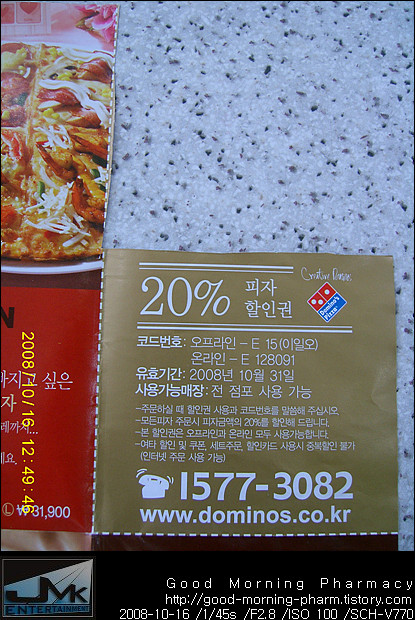 Creative
20% 피자
할인권
Domino's
Pizza
코드번호: 오프라인 - E 15(이일오)
온라인 - E 128091
유효기간: 2008년 10월 31일
사용가능매장: 전 점포 사용 가능
-주문하실 때 할인권 사용과 코드번호를 말씀해 주십시오.
-모든피자 주문시 피자금액의 20%를 할인해 드립니다.
-본 할인권은 오프라인과 온라인 모두 사용가능합니다.
-여타 할인 및 쿠폰, 세트주문, 할인카드 사용시 중복할인 불가
(인터넷 주문 사용 가능)
1577-3082
www.dominos.co.kr
N
빠지고 싶은
자
요.
Ⓛ ₩31,900
2008/10/16 12:49:46
JMK
ENTERTAINMENT
Good Morning Pharmacy
http://good-morning-pharm.tistory.com/
2008-10-16 /1/45s /F2.8 /ISO 100 /SCH-V770